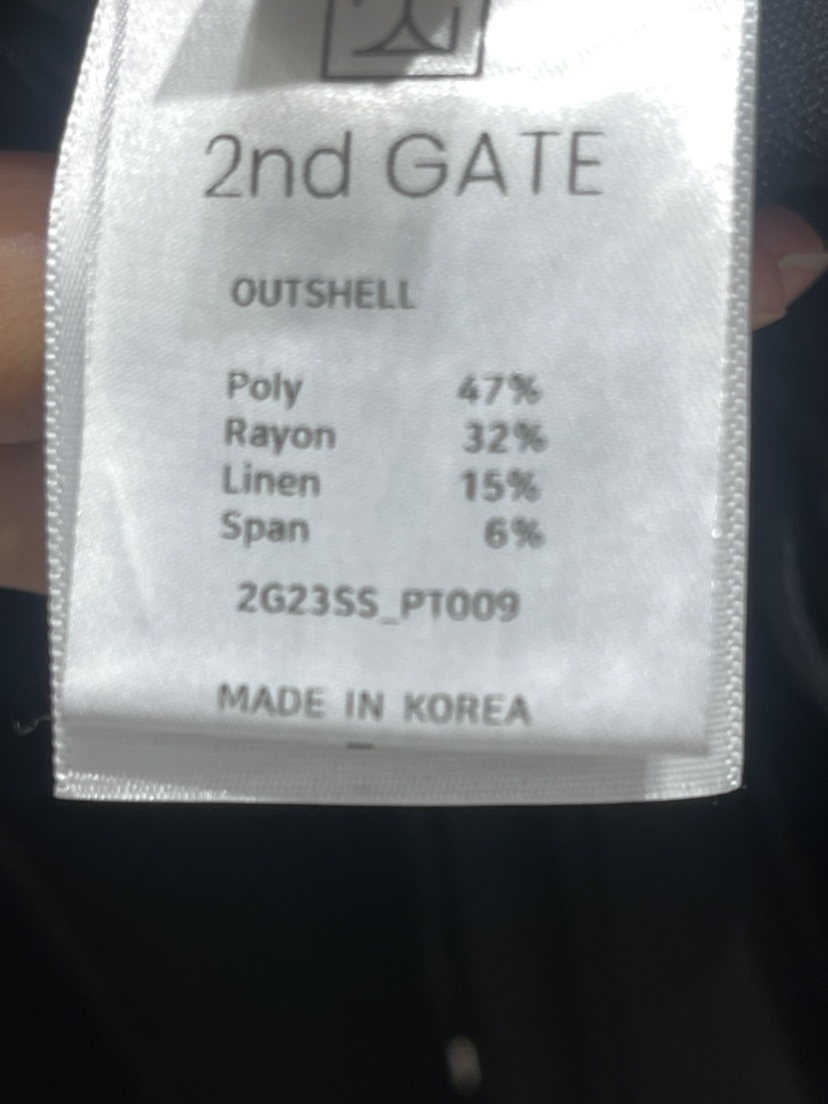 2nd GATE
OUTSHELL
Poly 47%
Rayon 32%
Linen 15%
Span 6%
2G23SS_PT009
MADE IN KOREA